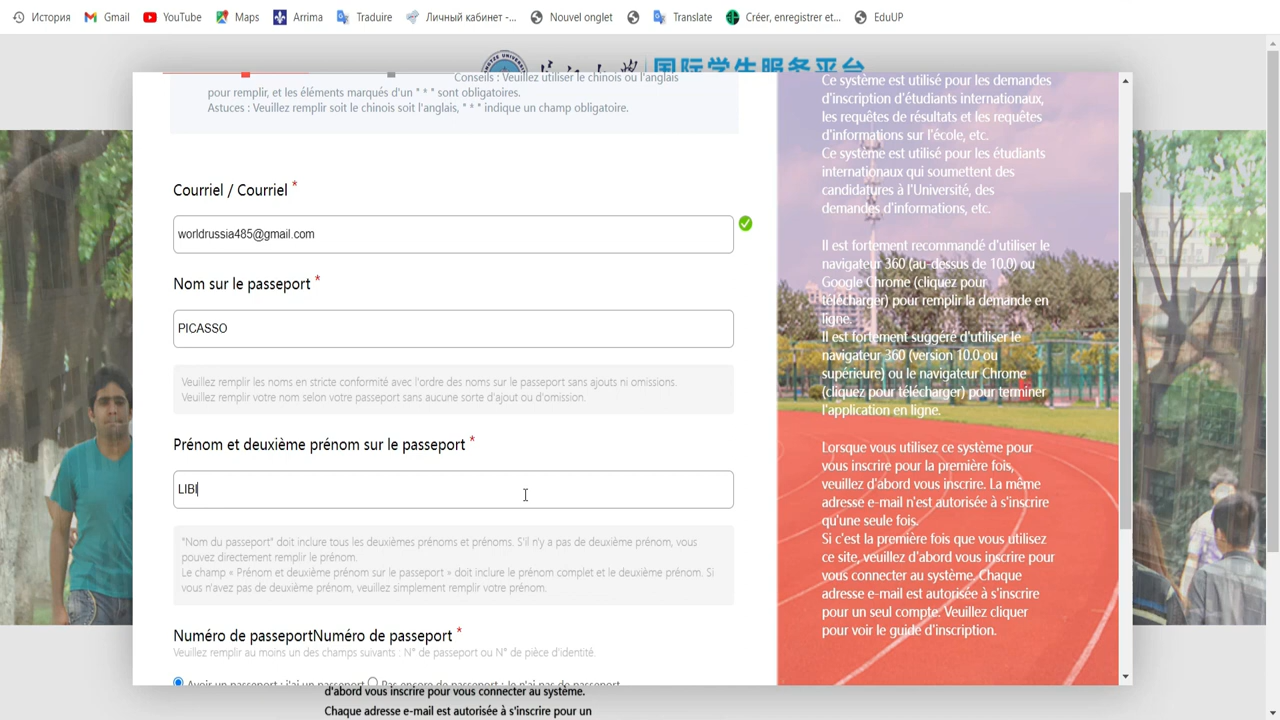 История
Gmail
YouTube
Maps
Arrima
Traduire
Личный кабинет -...
Nouvel onglet
Translate
Créer, enregistrer et...
EduUP
国际学生服务平台
Conseils : Veuillez utiliser le chinois ou l'anglais
pour remplir, et les éléments marqués d'un " * " sont obligatoires.
Astuces : Veuillez remplir soit le chinois soit l'anglais, " * " indique un champ obligatoire.
Courriel / Courriel *
worldrussia485@gmail.com
Nom sur le passeport *
PICASSO
Veuillez remplir les noms en stricte conformité avec l'ordre des noms sur le passeport sans ajouts ni omissions.
Veuillez remplir votre nom selon votre passeport sans aucune sorte d'ajout ou d'omission.
Prénom et deuxième prénom sur le passeport *
LIBI
"Nom du passeport" doit inclure tous les deuxièmes prénoms et prénoms. S'il n'y a pas de deuxième prénom, vous
pouvez directement remplir le prénom.
Le champ « Prénom et deuxième prénom sur le passeport » doit inclure le prénom complet et le deuxième prénom. Si
vous n'avez pas de deuxième prénom, veuillez simplement remplir votre prénom.
Numéro de passeportNuméro de passeport *
Veuillez remplir au moins un des champs suivants : N° de passeport ou N° de pièce d'identité.
Avoir un passeport : j'ai un passeport Pas encore de passeport : Je n'ai pas de passeport
d'abord vous inscrire pour vous connecter au système.
Chaque adresse e-mail est autorisée à s'inscrire pour un
Ce système est utilisé pour les demandes
d'inscription d'étudiants internationaux,
les requêtes de résultats et les requêtes
d'informations sur l'école, etc.
Ce système est utilisé pour les étudiants
internationaux qui soumettent des
candidatures à l'Université, des
demandes d'informations, etc.
Il est fortement recommandé d'utiliser le
navigateur 360 (au-dessus de 10.0) ou
Google Chrome (cliquez pour
télécharger) pour remplir la demande en
ligne.
Il est fortement suggéré d'utiliser le
navigateur 360 (version 10.0 ou
supérieure) ou le navigateur Chrome
(cliquez pour télécharger) pour terminer
l'application en ligne.
Lorsque vous utilisez ce système pour
vous inscrire pour la première fois,
veuillez d'abord vous inscrire. La même
adresse e-mail n'est autorisée à s'inscrire
qu'une seule fois.
Si c'est la première fois que vous utilisez
ce site, veuillez d'abord vous inscrire pour
vous connecter au système. Chaque
adresse e-mail est autorisée à s'inscrire
pour un seul compte. Veuillez cliquer
pour voir le guide d'inscription.